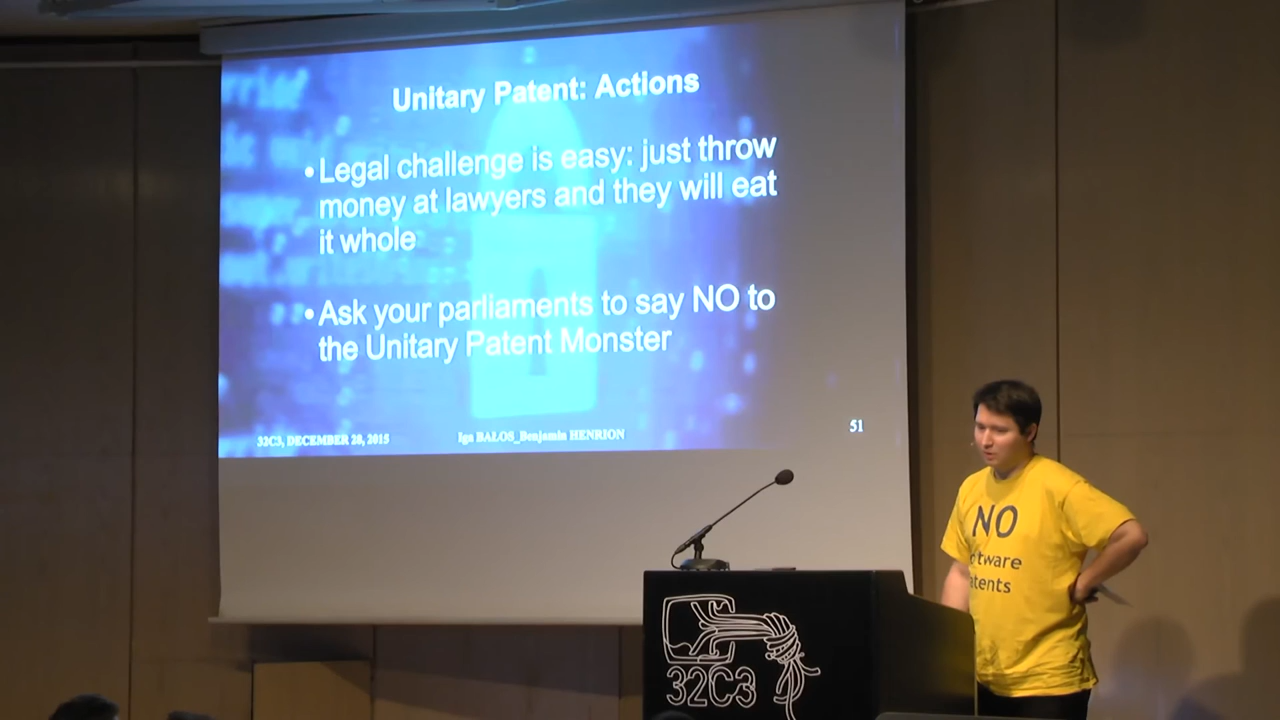 Unitary Patent: Actions
•Legal challenge is easy: just throw
money at lawyers and they will eat
it whole
•Ask your parliaments to say NO to
the Unitary Patent Monster
32C3, DECEMBER 28, 2015
Iga BALOS_Benjamin HENRION
51
NO
oftware
atents
32C3